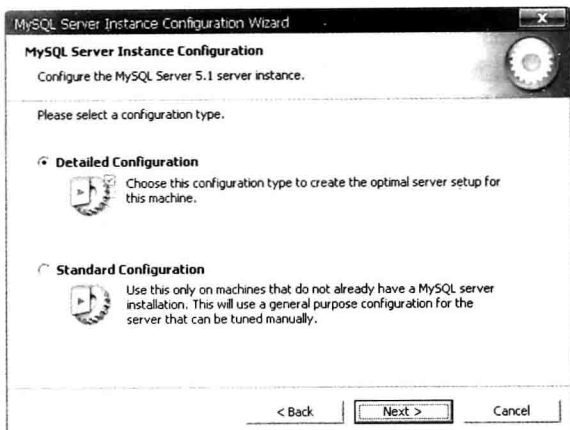 MySQL Server Instance Configuration Wizard
MySQL Server Instance Configuration
Configure the MySQL Server 5.1 server instance.
Please select a configuration type.
Detailed Configuration
Choose this configuration type to create the optimal server setup for
this machine.
Standard Configuration
Use this only on machines that do not already have a MySQL server
installation. This will use a general purpose configuration for the
server that can be tuned manually.
< Back
Next >
Cancel